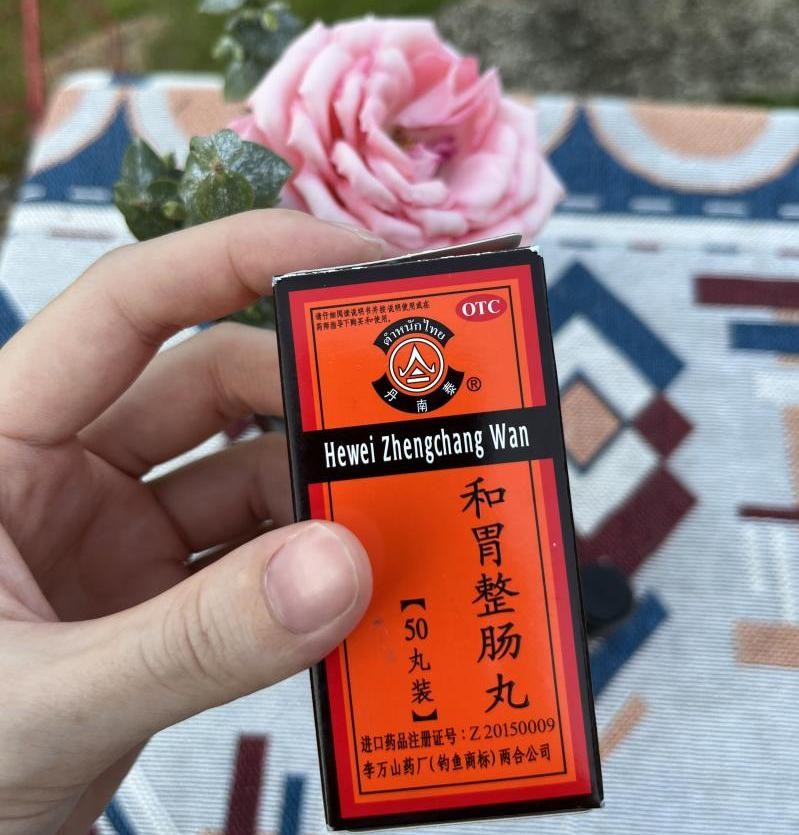 请仔细阅读说明书并按说明使用或在
药师指导下购买和使用。
OTC
ตำหนักไทย
丹南泰
®
Hewei Zhengchang Wan
和胃整肠丸
【50丸装】
进口药品注册证号：Z 20150009
李万山药厂(钓鱼商标)两合公司